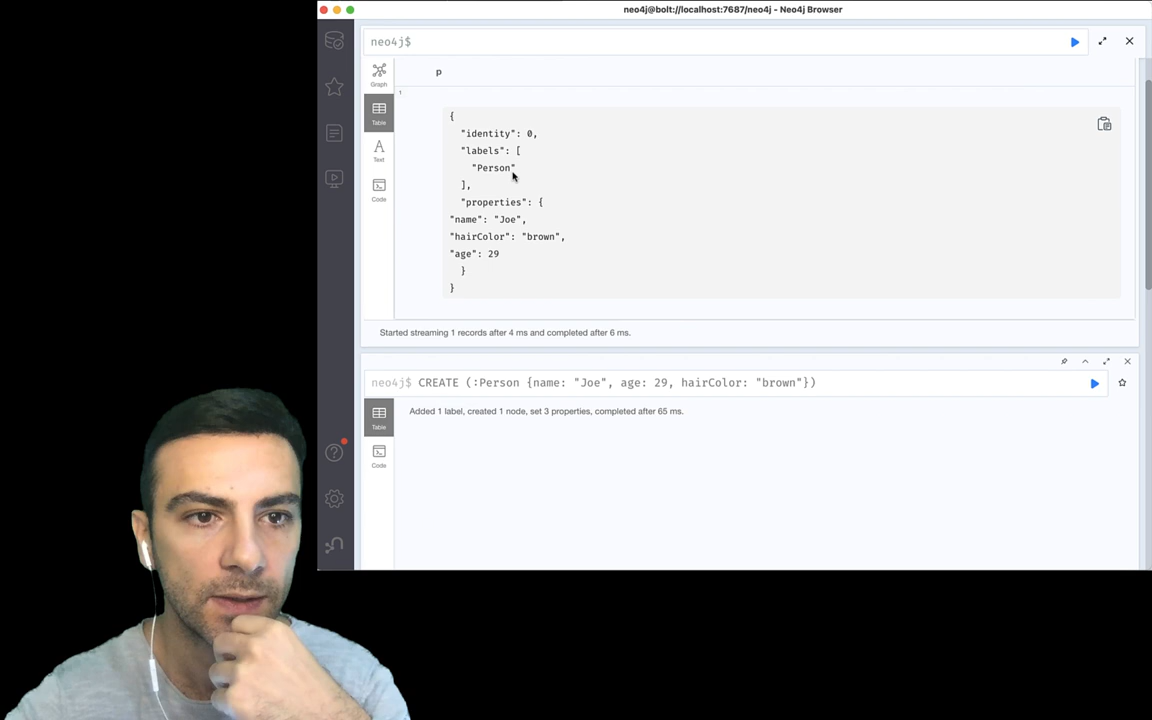 neo4j@bolt://localhost:7687/neo4j - Neo4j Browser
neo4j$
Graph
p
1
Table
{
"identity": 0,
"labels": [
"Person"
],
"properties": {
"name": "Joe",
"hairColor": "brown",
"age": 29
}
}
A
Text
Code
Started streaming 1 records after 4 ms and completed after 6 ms.
neo4j$ CREATE (:Person {name: "Joe", age: 29, hairColor: "brown"})
Table
Added 1 label, created 1 node, set 3 properties, completed after 65 ms.
Code